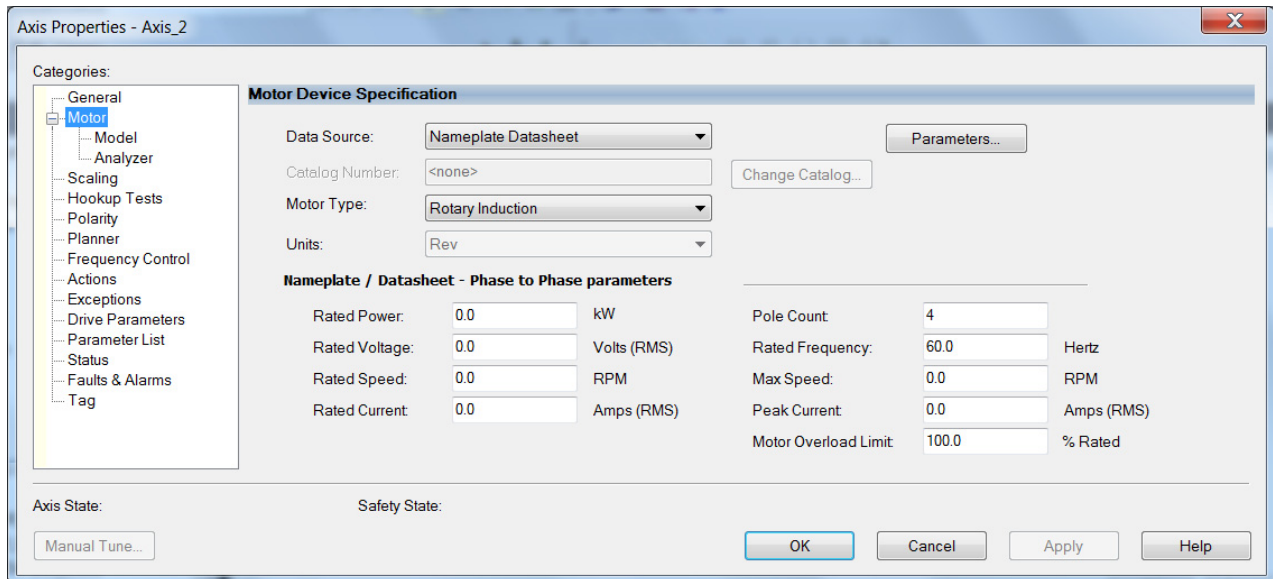 Axis Properties - Axis_2
X
Categories:
General
Motor
Model
Analyzer
Scaling
Hookup Tests
Polarity
Planner
Frequency Control
Actions
Exceptions
Drive Parameters
Parameter List
Status
Faults & Alarms
Tag
Motor Device Specification
Data Source: Nameplate Datasheet Parameters...
Catalog Number: <none> Change Catalog...
Motor Type: Rotary Induction
Units: Rev
Nameplate / Datasheet - Phase to Phase parameters
Rated Power: 0.0 kW Pole Count: 4
Rated Voltage: 0.0 Volts (RMS) Rated Frequency: 60.0 Hertz
Rated Speed: 0.0 RPM Max Speed: 0.0 RPM
Rated Current: 0.0 Amps (RMS) Peak Current: 0.0 Amps (RMS)
Motor Overload Limit: 100.0 % Rated
Axis State: Safety State:
Manual Tune... OK Cancel Apply Help